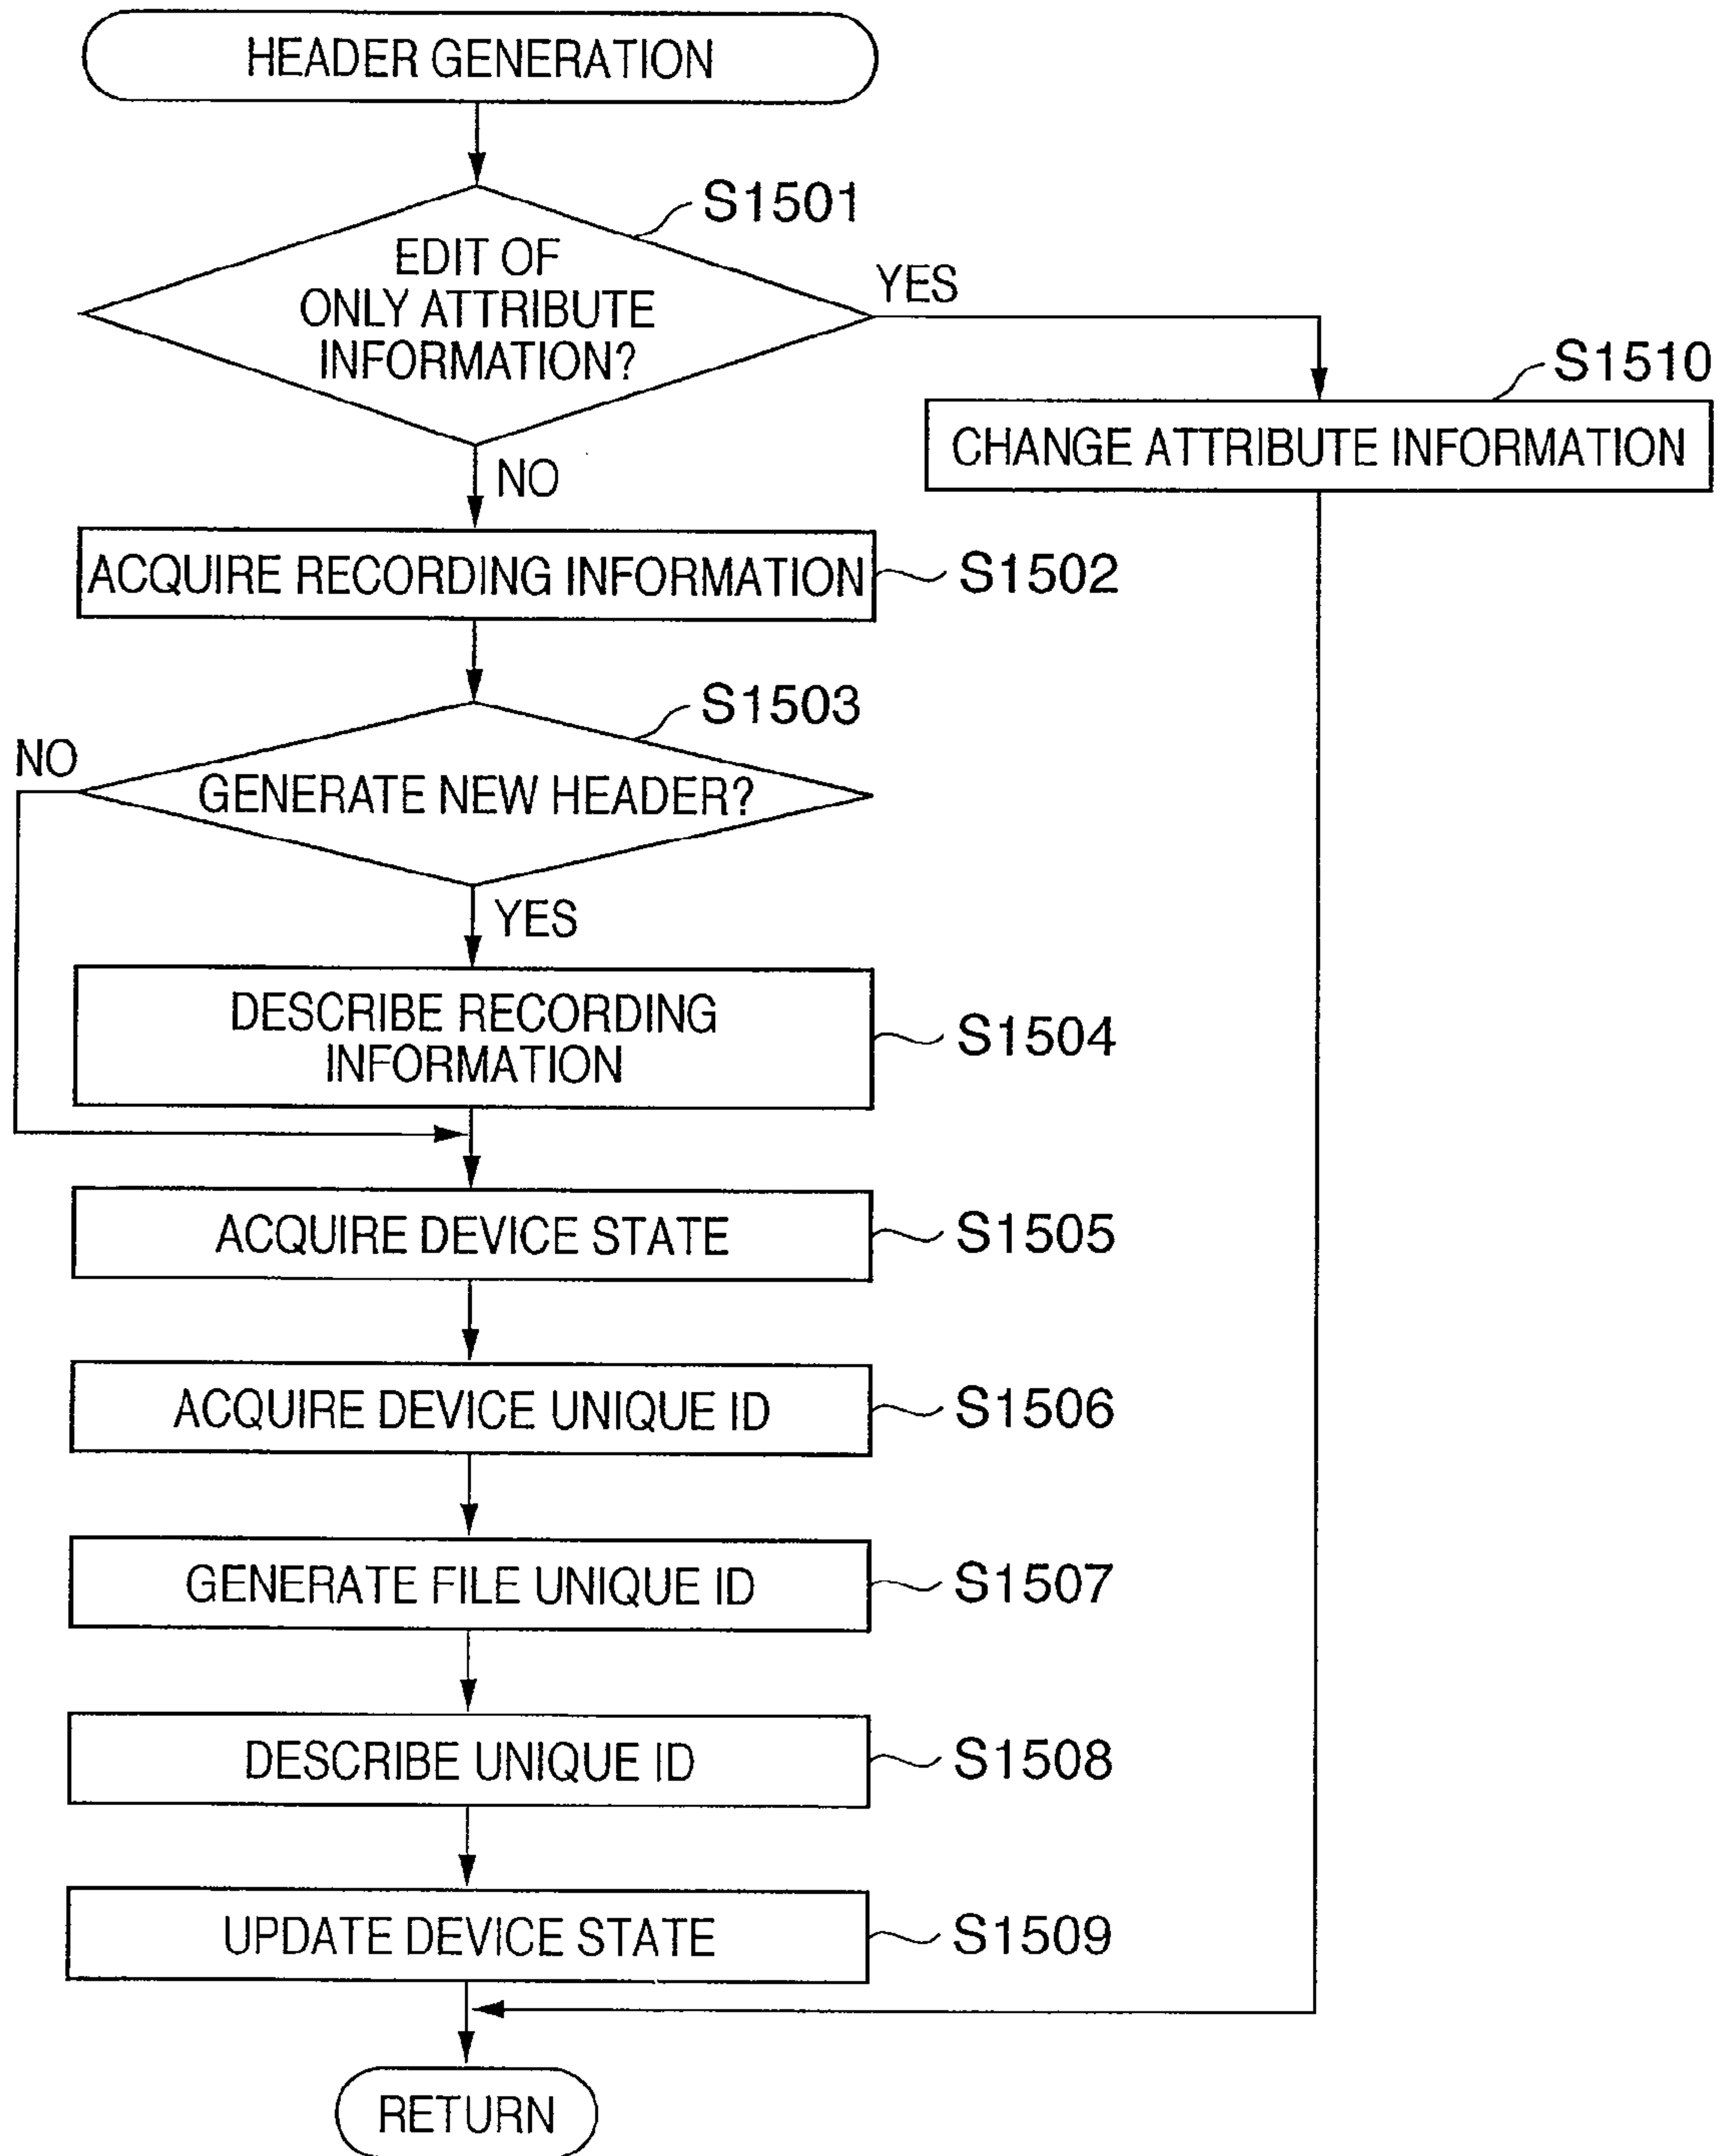 HEADER GENERATION
S1501
EDIT OF
ONLY ATTRIBUTE
INFORMATION?
YES
S1510
CHANGE ATTRIBUTE INFORMATION
NO
ACQUIRE RECORDING INFORMATION
S1502
S1503
NO
GENERATE NEW HEADER?
YES
DESCRIBE RECORDING
INFORMATION
S1504
ACQUIRE DEVICE STATE
S1505
ACQUIRE DEVICE UNIQUE ID
S1506
GENERATE FILE UNIQUE ID
S1507
DESCRIBE UNIQUE ID
S1508
UPDATE DEVICE STATE
S1509
RETURN